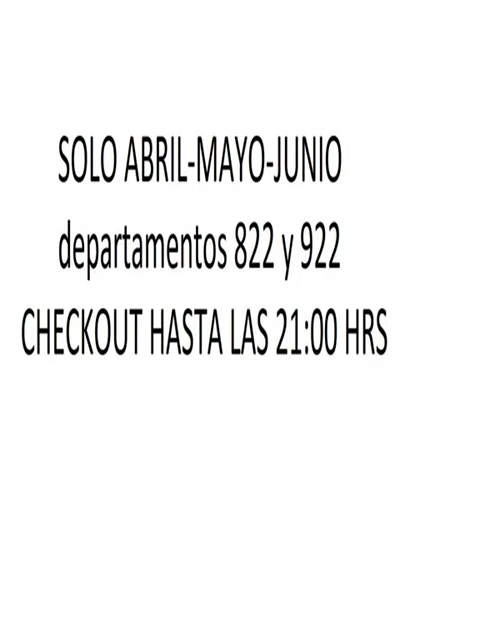 SOLO ABRIL-MAYO-JUNIO
departamentos 822 y 922
CHECKOUT HASTA LAS 21:00 HRS